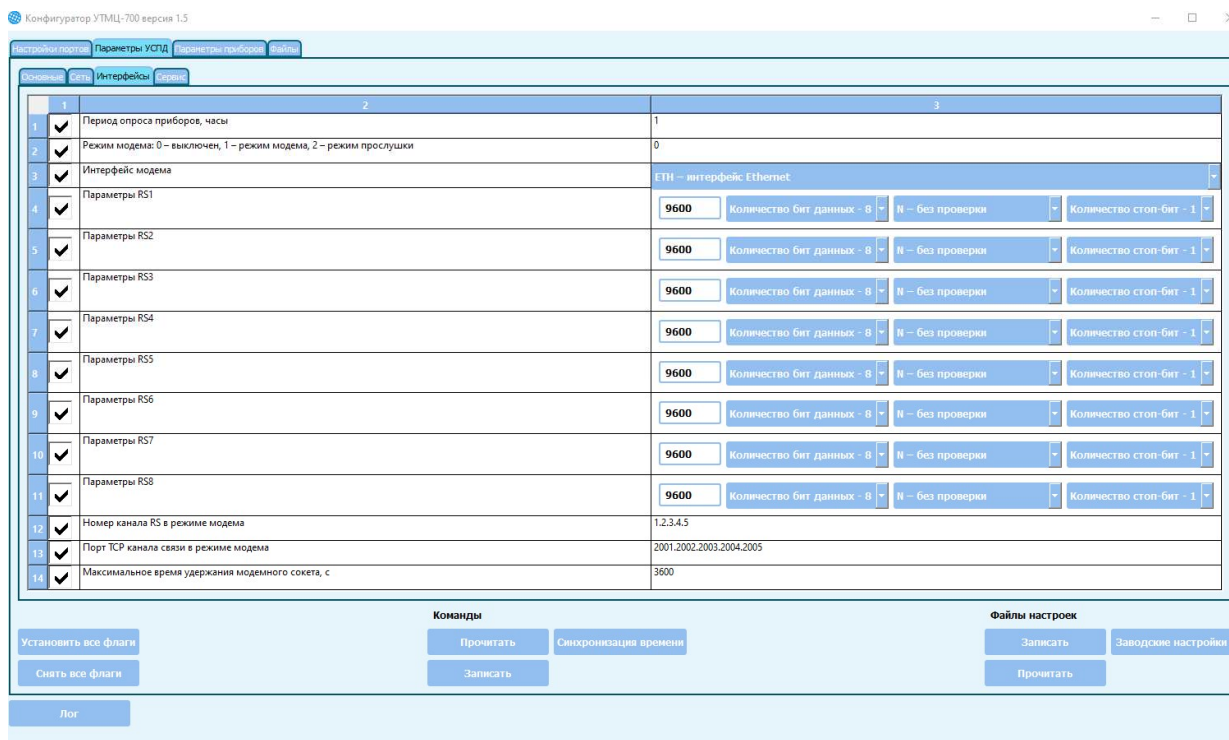 Конфигуратор УТМЦ-700 версия 1.5
Настройки портов Параметры УСПД Параметры приборов Файлы
Основные Сеть Интерфейсы Сервис
1 2 3
1 Период опроса приборов, часы 1
2 Режим модема: 0 – выключен, 1 – режим модема, 2 – режим прослушки 0
3 Интерфейс модема ETH – интерфейс Ethernet
4 Параметры RS1 9600 Количество бит данных - 8 N – без проверки Количество стоп-бит - 1
5 Параметры RS2 9600 Количество бит данных - 8 N – без проверки Количество стоп-бит - 1
6 Параметры RS3 9600 Количество бит данных - 8 N – без проверки Количество стоп-бит - 1
7 Параметры RS4 9600 Количество бит данных - 8 N – без проверки Количество стоп-бит - 1
8 Параметры RS5 9600 Количество бит данных - 8 N – без проверки Количество стоп-бит - 1
9 Параметры RS6 9600 Количество бит данных - 8 N – без проверки Количество стоп-бит - 1
10 Параметры RS7 9600 Количество бит данных - 8 N – без проверки Количество стоп-бит - 1
11 Параметры RS8 9600 Количество бит данных - 8 N – без проверки Количество стоп-бит - 1
12 Номер канала RS в режиме модема 1.2.3.4.5
13 Порт TCP канала связи в режиме модема 2001.2002.2003.2004.2005
14 Максимальное время удержания модемного сокета, с 3600
Команды Файлы настроек
Установить все флаги Прочитать Синхронизация времени Записать Заводские настройки
Снять все флаги Записать Прочитать
Лог